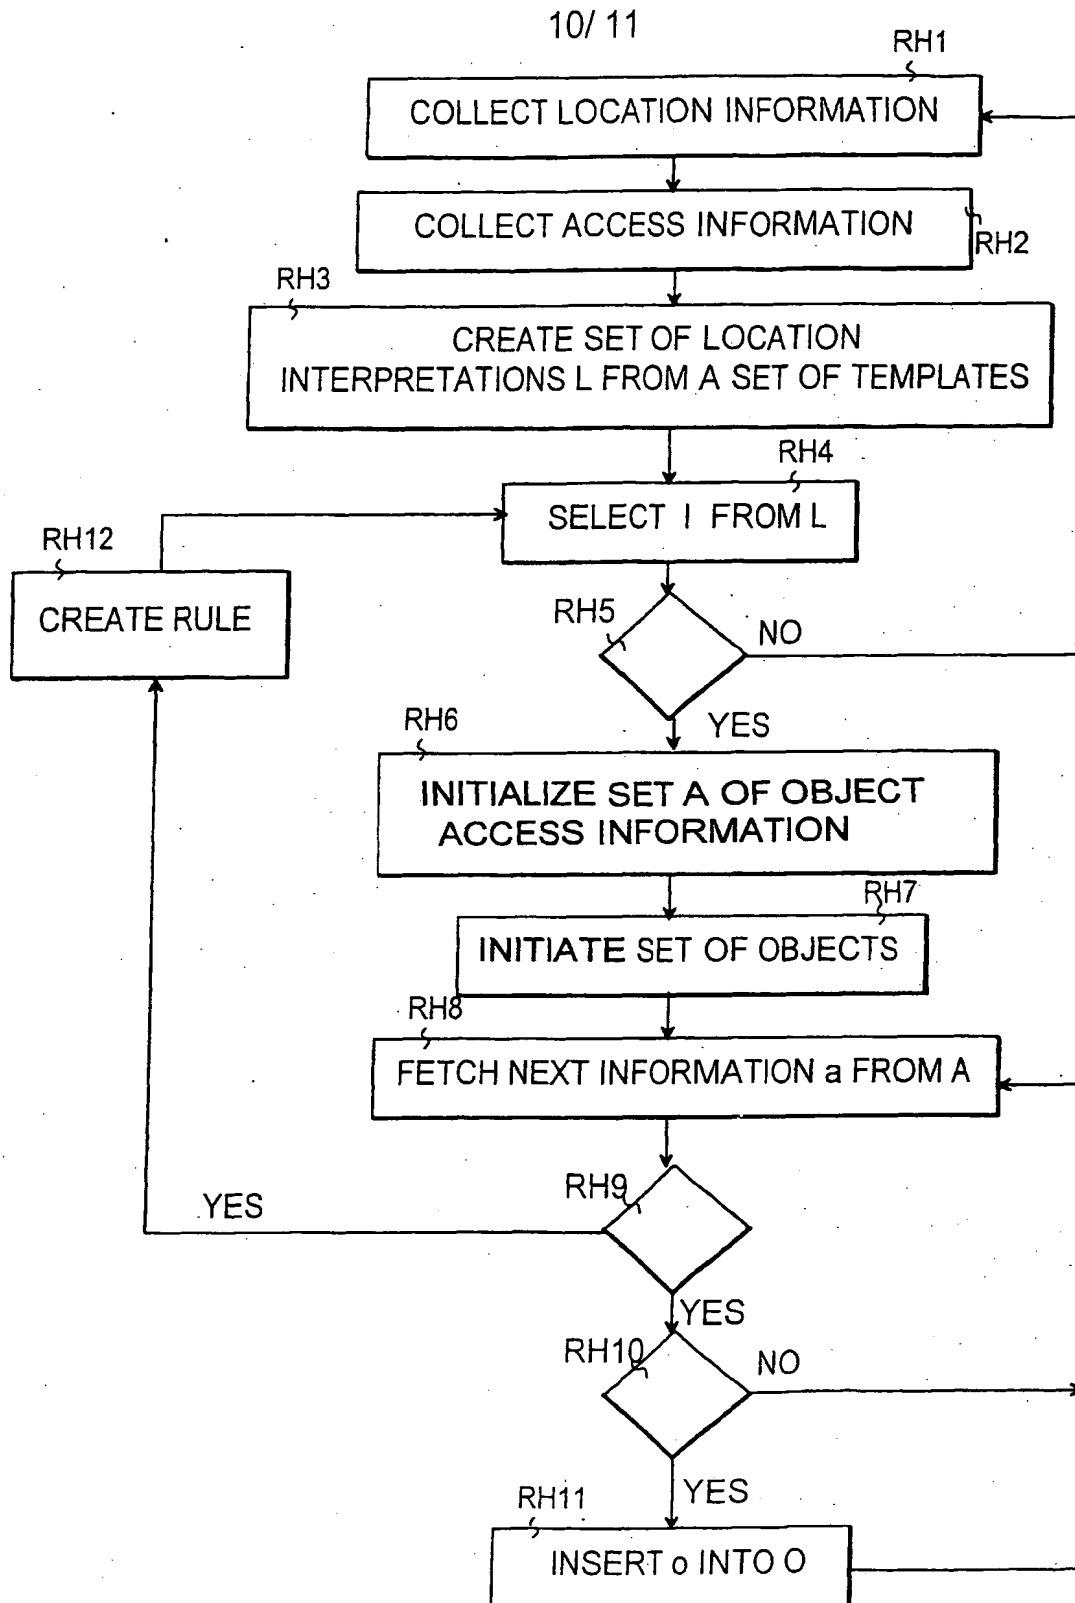 10/ 11
RH1
COLLECT LOCATION INFORMATION
COLLECT ACCESS INFORMATION
RH2
RH3
CREATE SET OF LOCATION
INTERPRETATIONS L FROM A SET OF TEMPLATES
RH4
SELECT l FROM L
RH12
CREATE RULE
RH5
NO
YES
RH6
INITIALIZE SET A OF OBJECT
ACCESS INFORMATION
RH7
INITIATE SET OF OBJECTS
RH8
FETCH NEXT INFORMATION a FROM A
RH9
YES
YES
RH10
NO
YES
RH11
INSERT o INTO O